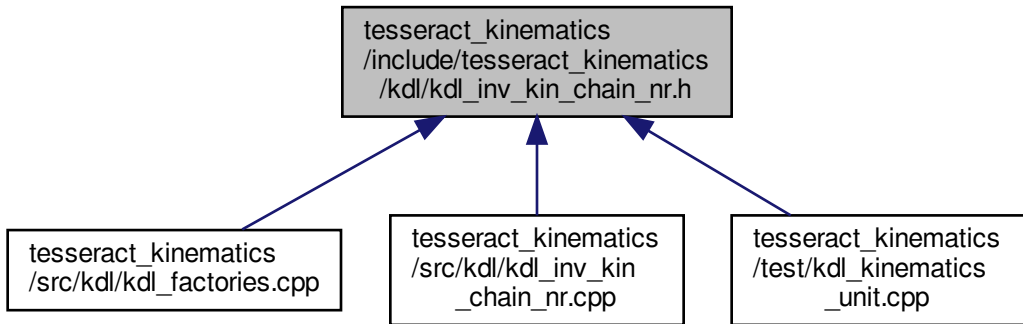 tesseract_kinematics
/include/tesseract_kinematics
/kdl/kdl_inv_kin_chain_nr.h
tesseract_kinematics
/src/kdl/kdl_factories.cpp
tesseract_kinematics
/src/kdl/kdl_inv_kin
_chain_nr.cpp
tesseract_kinematics
/test/kdl_kinematics
_unit.cpp